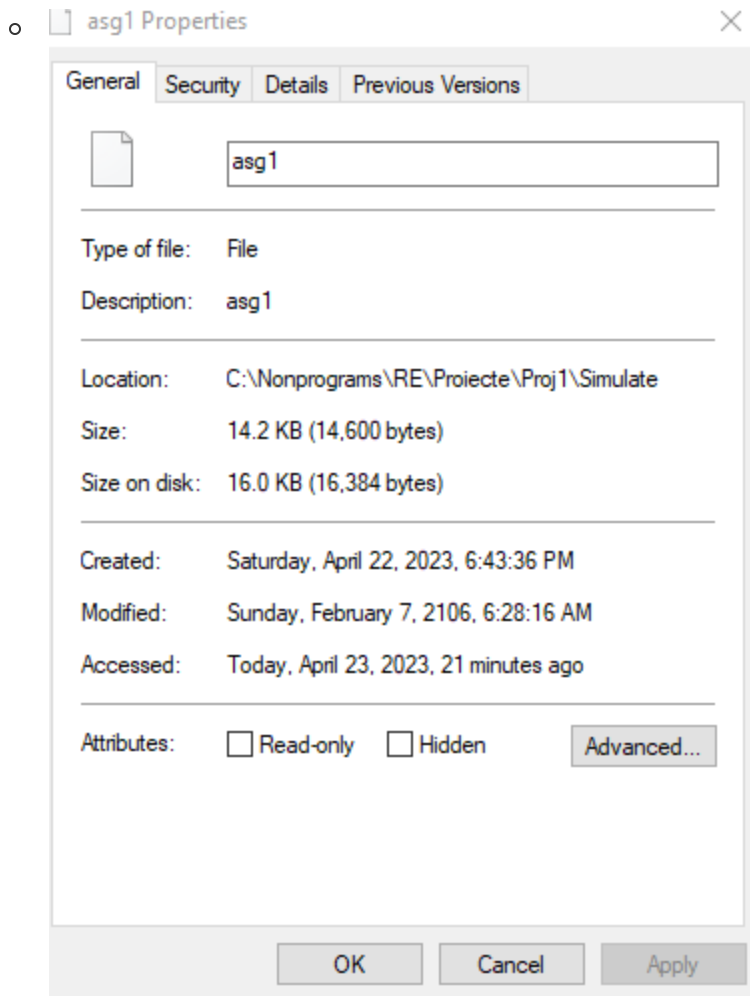 asg1 Properties
General Security Details Previous Versions
asg1
Type of file: File
Description: asg1
Location: C:\Nonprograms\RE\Proiecte\Proj1\Simulate
Size: 14.2 KB (14,600 bytes)
Size on disk: 16.0 KB (16,384 bytes)
Created: Saturday, April 22, 2023, 6:43:36 PM
Modified: Sunday, February 7, 2106, 6:28:16 AM
Accessed: Today, April 23, 2023, 21 minutes ago
Attributes: Read-only Hidden Advanced...
OK Cancel Apply